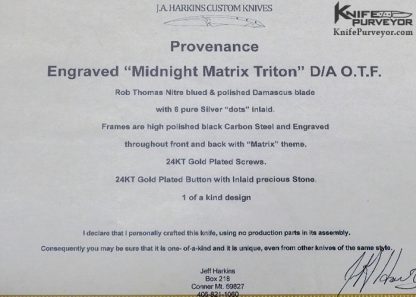 J.A. HARKINS CUSTOM KNIVES
KNIFE PURVEYOR
KnifePurveyor.com
Provenance
Engraved “Midnight Matrix Triton” D/A O.T.F.
Rob Thomas Nitre blued & polished Damascus blade
with 6 pure Silver “dots” inlaid.
Frames are high polished black Carbon Steel and Engraved
throughout front and back with “Matrix” theme.
24KT Gold Plated Screws.
24KT Gold Plated Button with Inlaid precious Stone.
1 of a kind design
I declare that I personally crafted this knife, using no production parts in its assembly.
Consequently you may be sure that it is one- of-a-kind and it is unique, even from other knives of the same style.
Jeff Harkins
Box 218
Conner Mt. 59827
406-821-1060